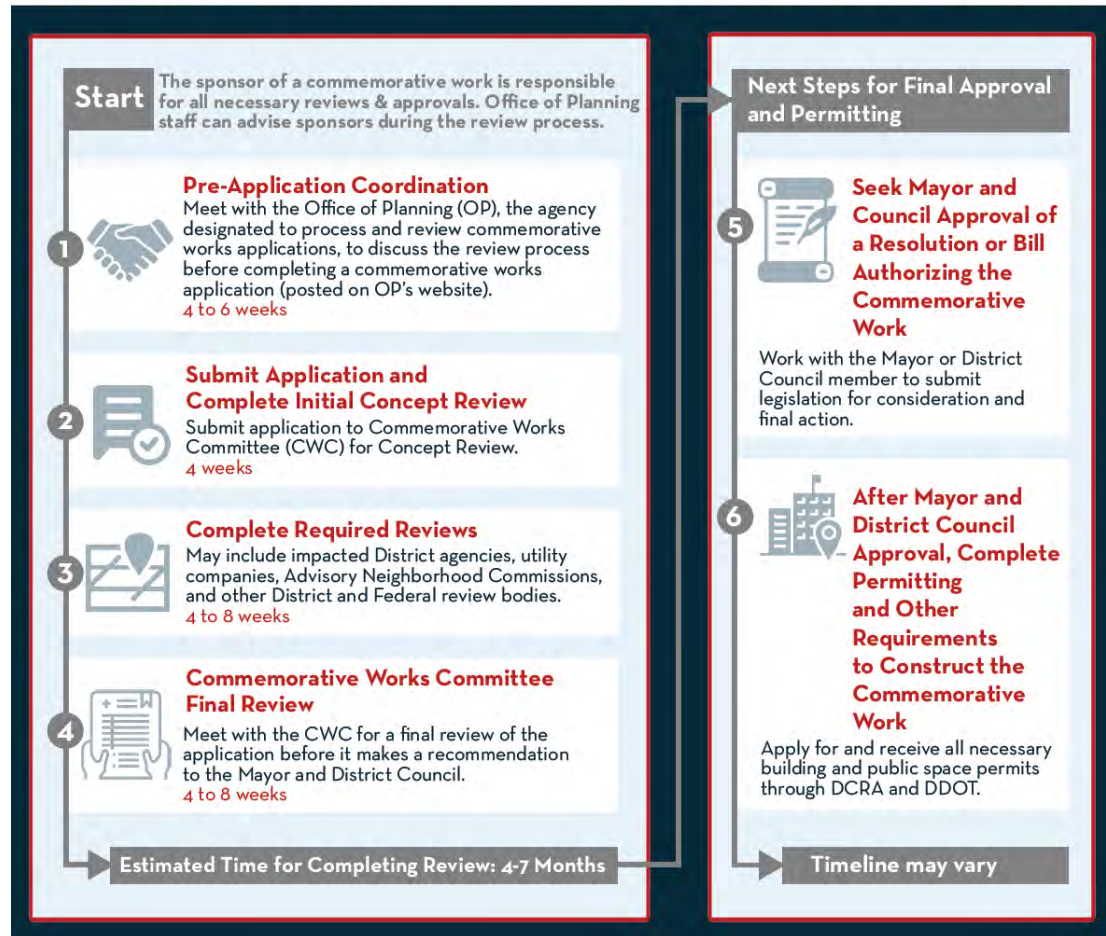 Start
The sponsor of a commemorative work is responsible
for all necessary reviews & approvals. Office of Planning
staff can advise sponsors during the review process.
1
Pre-Application Coordination
Meet with the Office of Planning (OP), the agency
designated to process and review commemorative
works applications, to discuss the review process
before completing a commemorative works
application (posted on OP's website).
4 to 6 weeks
2
Submit Application and
Complete Initial Concept Review
Submit application to Commemorative Works
Committee (CWC) for Concept Review.
4 weeks
3
Complete Required Reviews
May include impacted District agencies, utility
companies, Advisory Neighborhood Commissions,
and other District and Federal review bodies.
4 to 8 weeks
4
Commemorative Works Committee
Final Review
Meet with the CWC for a final review of the
application before it makes a recommendation
to the Mayor and District Council.
4 to 8 weeks
Estimated Time for Completing Review: 4-7 Months
Next Steps for Final Approval
and Permitting
5
Seek Mayor and
Council Approval of
a Resolution or Bill
Authorizing the
Commemorative
Work
Work with the Mayor or District
Council member to submit
legislation for consideration and
final action.
6
After Mayor and
District Council
Approval, Complete
Permitting
and Other
Requirements
to Construct the
Commemorative
Work
Apply for and receive all necessary
building and public space permits
through DCRA and DDOT.
Timeline may vary